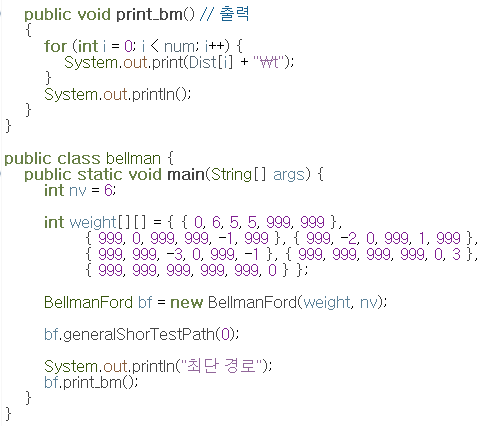 public void print_bm() // 출력
{
for (int i = 0; i < num; i++) {
System.out.print(Dist[i] + "₩t");
}
System.out.println();
}
}
public class bellman {
public static void main(String[] args) {
int nv = 6;
int weight[][] = { { 0, 6, 5, 5, 999, 999 },
{ 999, 0, 999, 999, -1, 999 }, { 999, -2, 0, 999, 1, 999 },
{ 999, 999, -3, 0, 999, -1 }, { 999, 999, 999, 999, 0, 3 },
{ 999, 999, 999, 999, 999, 0 } };
BellmanFord bf = new BellmanFord(weight, nv);
bf.generalShorTestPath(0);
System.out.println("최단 경로");
bf.print_bm();
}
}